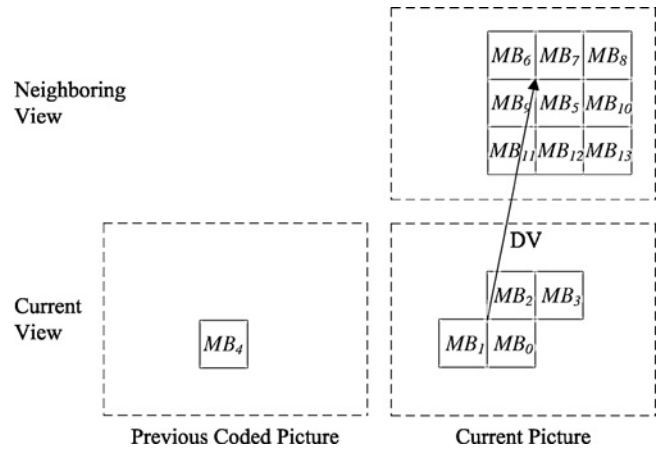 MB6 MB7 MB8
Neighboring
View
MB9 MB5 MB10
MB11 MB12 MB13
DV
Current
View
MB2 MB3
MB4
MB1 MB0
Previous Coded Picture
Current Picture